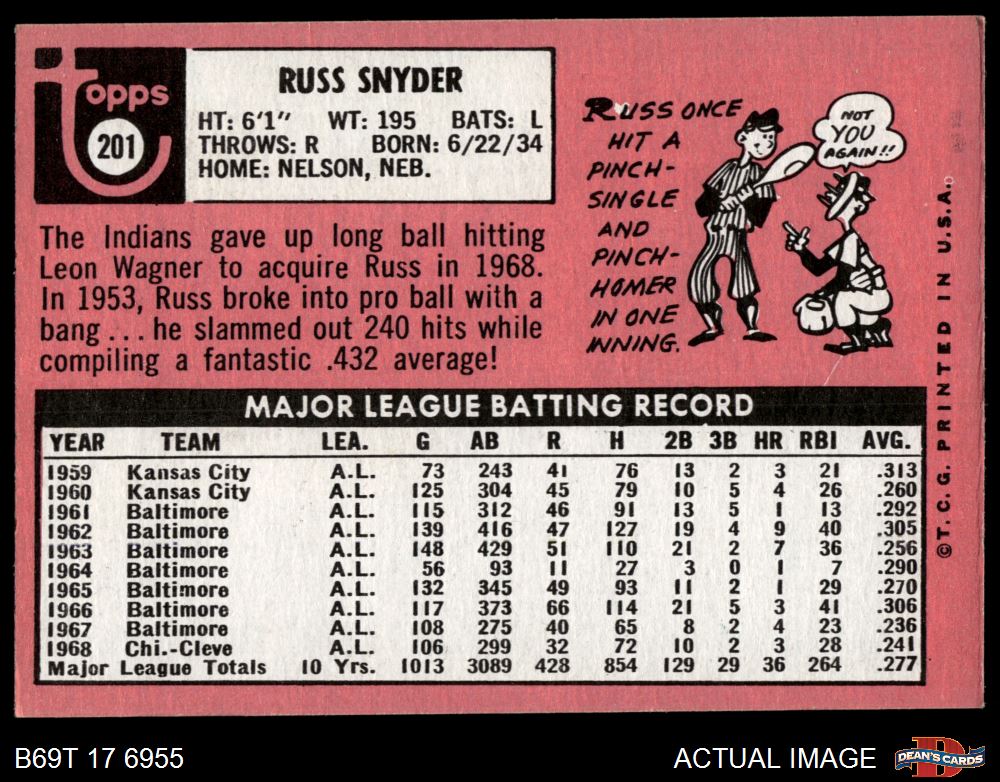 Topps
201
RUSS SNYDER
HT: 6'1" WT: 195 BATS: L
THROWS: R BORN: 6/22/34
HOME: NELSON, NEB.
The Indians gave up long ball hitting
Leon Wagner to acquire Russ in 1968.
In 1953, Russ broke into pro ball with a
bang . . . he slammed out 240 hits while
compiling a fantastic .432 average!
RUSS ONCE
HIT A
PINCH-
SINGLE
AND
PINCH-
HOMER
IN ONE
INNING.
NOT
YOU
AGAIN!!
MAJOR LEAGUE BATTING RECORD
YEAR TEAM LEA. G AB R H 2B 3B HR RBI AVG.
1959 Kansas City A.L. 73 243 41 76 13 2 3 21 .313
1960 Kansas City A.L. 125 304 45 79 10 5 4 26 .260
1961 Baltimore A.L. 115 312 46 91 13 5 1 13 .292
1962 Baltimore A.L. 139 416 47 127 19 4 9 40 .305
1963 Baltimore A.L. 148 429 51 110 21 2 7 36 .256
1964 Baltimore A.L. 56 93 11 27 3 0 1 7 .290
1965 Baltimore A.L. 132 345 49 93 11 2 1 29 .270
1966 Baltimore A.L. 117 373 66 114 21 5 3 41 .306
1967 Baltimore A.L. 108 275 40 65 8 2 4 23 .236
1968 Chi.-Cleve A.L. 106 299 32 72 10 2 3 28 .241
Major League Totals 10 Yrs. 1013 3089 428 854 129 29 36 264 .277
©T. C. G. PRINTED IN U.S.A.
B69T 17 6955
ACTUAL IMAGE
D
DEAN'S CARDS